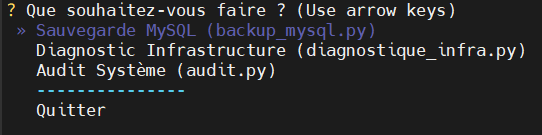 ? Que souhaitez-vous faire ? (Use arrow keys)
» Sauvegarde MySQL (backup_mysql.py)
Diagnostic Infrastructure (diagnostique_infra.py)
Audit Système (audit.py)
---------------
Quitter